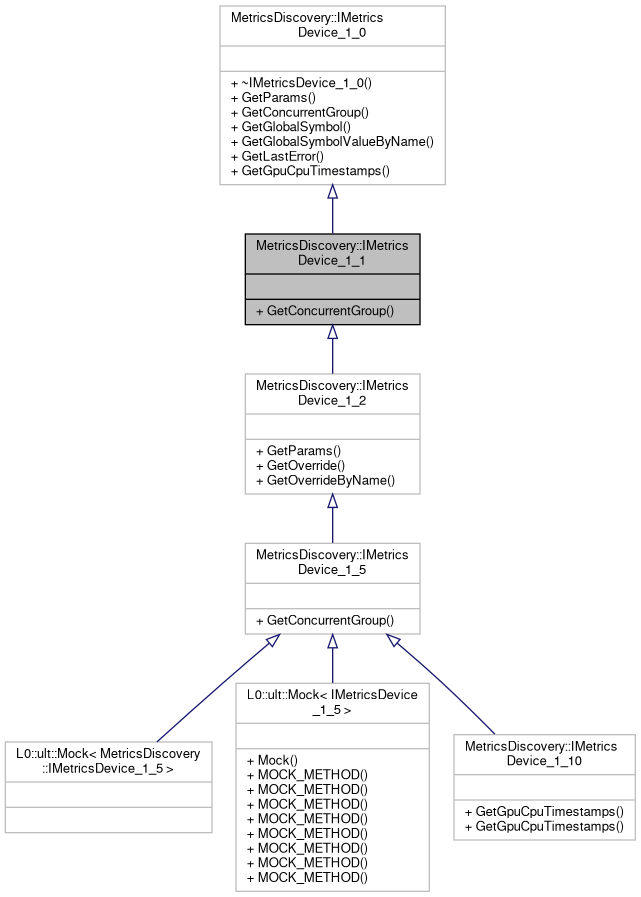 MetricsDiscovery::IMetrics
Device_1_0
+ ~IMetricsDevice_1_0()
+ GetParams()
+ GetConcurrentGroup()
+ GetGlobalSymbol()
+ GetGlobalSymbolValueByName()
+ GetLastError()
+ GetGpuCpuTimestamps()
MetricsDiscovery::IMetrics
Device_1_1
+ GetConcurrentGroup()
MetricsDiscovery::IMetrics
Device_1_2
+ GetParams()
+ GetOverride()
+ GetOverrideByName()
MetricsDiscovery::IMetrics
Device_1_5
+ GetConcurrentGroup()
L0::ult::Mock< MetricsDiscovery
::IMetricsDevice_1_5 >
L0::ult::Mock< IMetricsDevice
_1_5 >
+ Mock()
+ MOCK_METHOD()
+ MOCK_METHOD()
+ MOCK_METHOD()
+ MOCK_METHOD()
+ MOCK_METHOD()
+ MOCK_METHOD()
+ MOCK_METHOD()
+ MOCK_METHOD()
MetricsDiscovery::IMetrics
Device_1_10
+ GetGpuCpuTimestamps()
+ GetGpuCpuTimestamps()